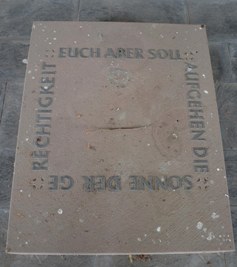 EUCH ABER SOLL
AUFGEHEN DIE
SONNE DER GE
RECHTIGKEIT